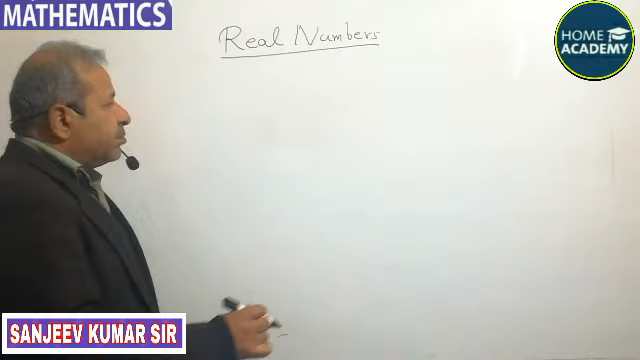 MATHEMATICS
Real Numbers
HOME
ACADEMY
SANJEEV KUMAR SIR